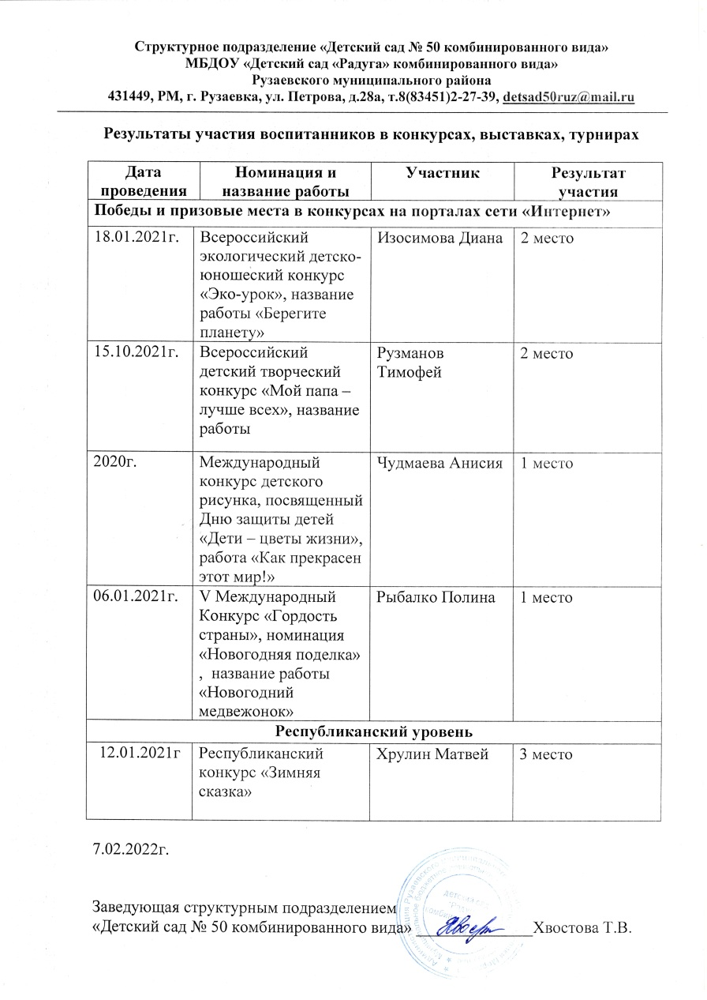 Структурное подразделение «Детский сад № 50 комбинированного вида»
МБДОУ «Детский сад «Радуга» комбинированного вида»
Рузаевского муниципального района
431449, РМ, г. Рузаевка, ул. Петрова, д.28а, т.8(83451)2-27-39, detsad50ruz@mail.ru
Результаты участия воспитанников в конкурсах, выставках, турнирах
Дата
проведения
Номинация и
название работы
Участник
Результат
участия
Победы и призовые места в конкурсах на порталах сети «Интернет»
18.01.2021г.
Всероссийский
экологический детско-
юношеский конкурс
«Эко-урок», название
работы «Берегите
планету»
Изосимова Диана
2 место
15.10.2021г.
Всероссийский
детский творческий
конкурс «Мой папа –
лучше всех», название
работы
Рузманов
Тимофей
2 место
2020г.
Международный
конкурс детского
рисунка, посвященный
Дню защиты детей
«Дети – цветы жизни»,
работа «Как прекрасен
этот мир!»
Чудмаева Анисия
1 место
06.01.2021г.
V Международный
Конкурс «Гордость
страны», номинация
«Новогодняя поделка»
, название работы
«Новогодний
медвежонок»
Рыбалко Полина
1 место
Республиканский уровень
12.01.2021г
Республиканский
конкурс «Зимняя
сказка»
Хрулин Матвей
3 место
7.02.2022г.
Заведующая структурным подразделением
«Детский сад № 50 комбинированного вида» Хвостова Т.В.